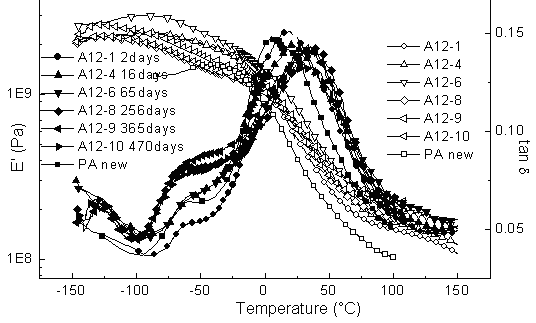 A12-1 2days
A12-4 16days
A12-6 65days
A12-8 256days
A12-9 365days
A12-10 470days
PA new
A12-1
A12-4
A12-6
A12-8
A12-9
A12-10
PA new
1E9
1E8
E' (Pa)
0.15
0.10
0.05
tan δ
-150 -100 -50 0 50 100 150
Temperature (°C)